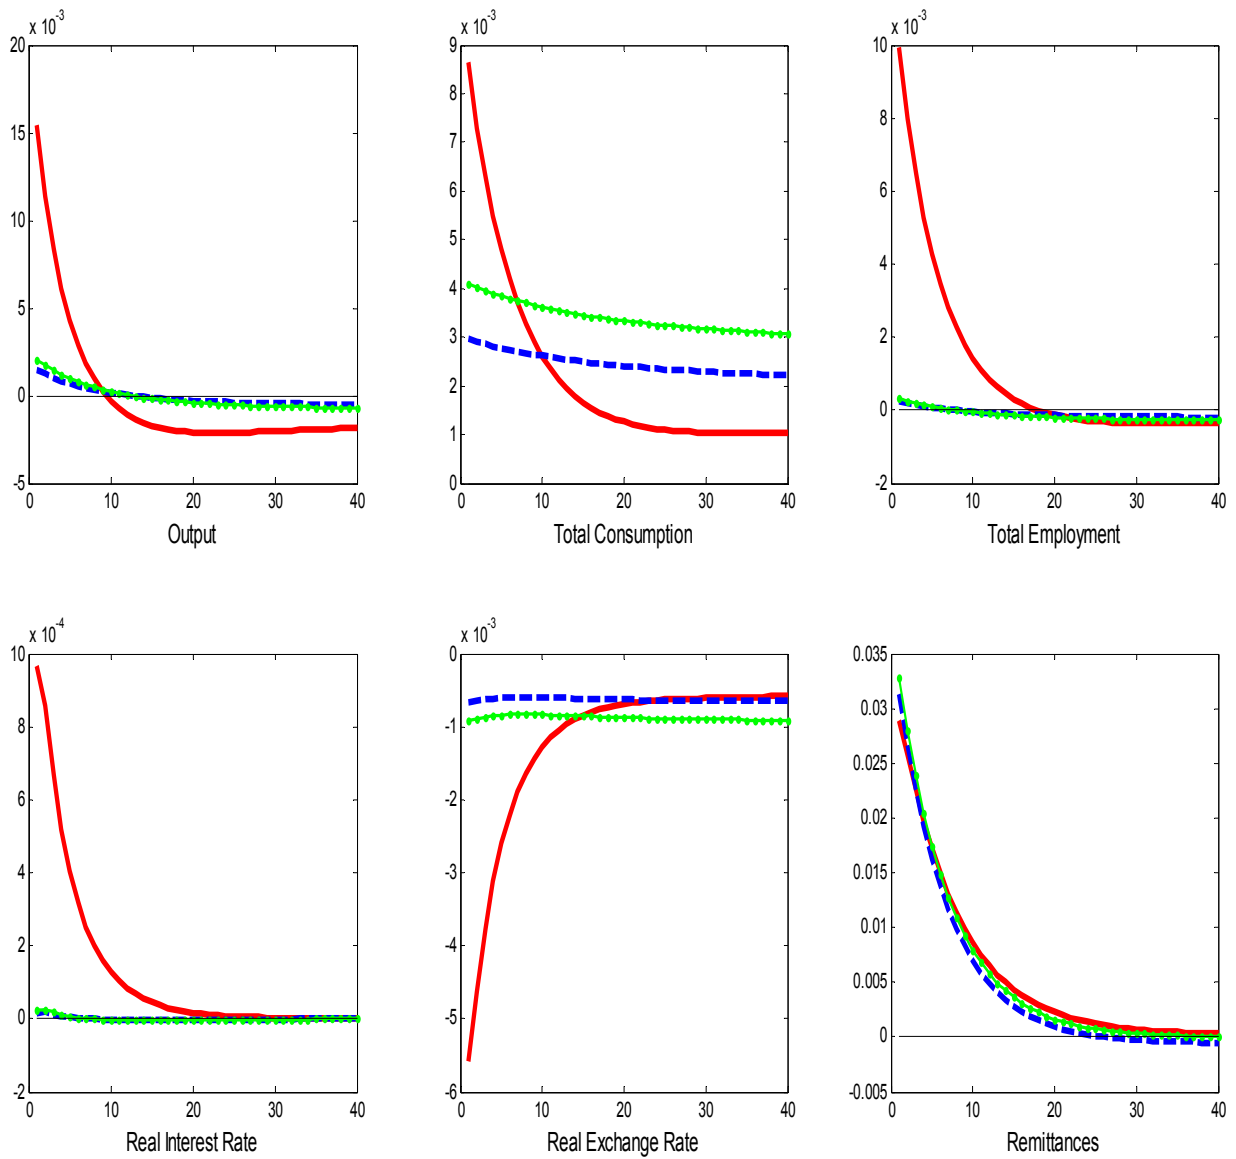 x 10-3
20
15
10
5
0
-5
0 10 20 30 40
Output
x 10-3
9
8
7
6
5
4
3
2
1
0
0 10 20 30 40
Total Consumption
x 10-3
10
8
6
4
2
0
-2
0 10 20 30 40
Total Employment
x 10-4
10
8
6
4
2
0
-2
0 10 20 30 40
Real Interest Rate
x 10-3
0
-1
-2
-3
-4
-5
-6
0 10 20 30 40
Real Exchange Rate
0.035
0.03
0.025
0.02
0.015
0.01
0.005
0
-0.005
0 10 20 30 40
Remittances